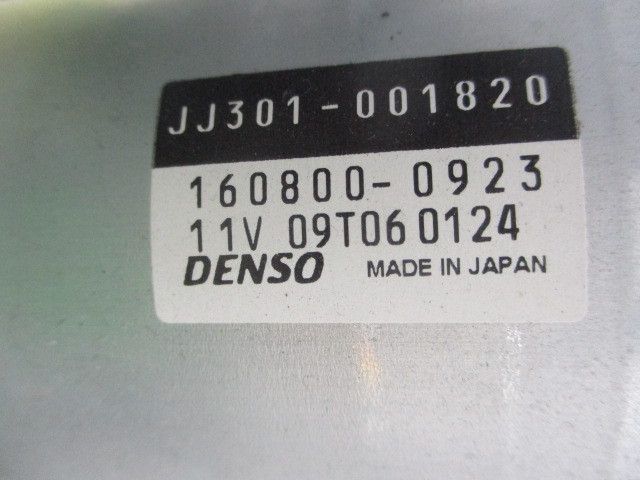 JJ301-001820
160800-0923
11V 09T060124
DENSO MADE IN JAPAN